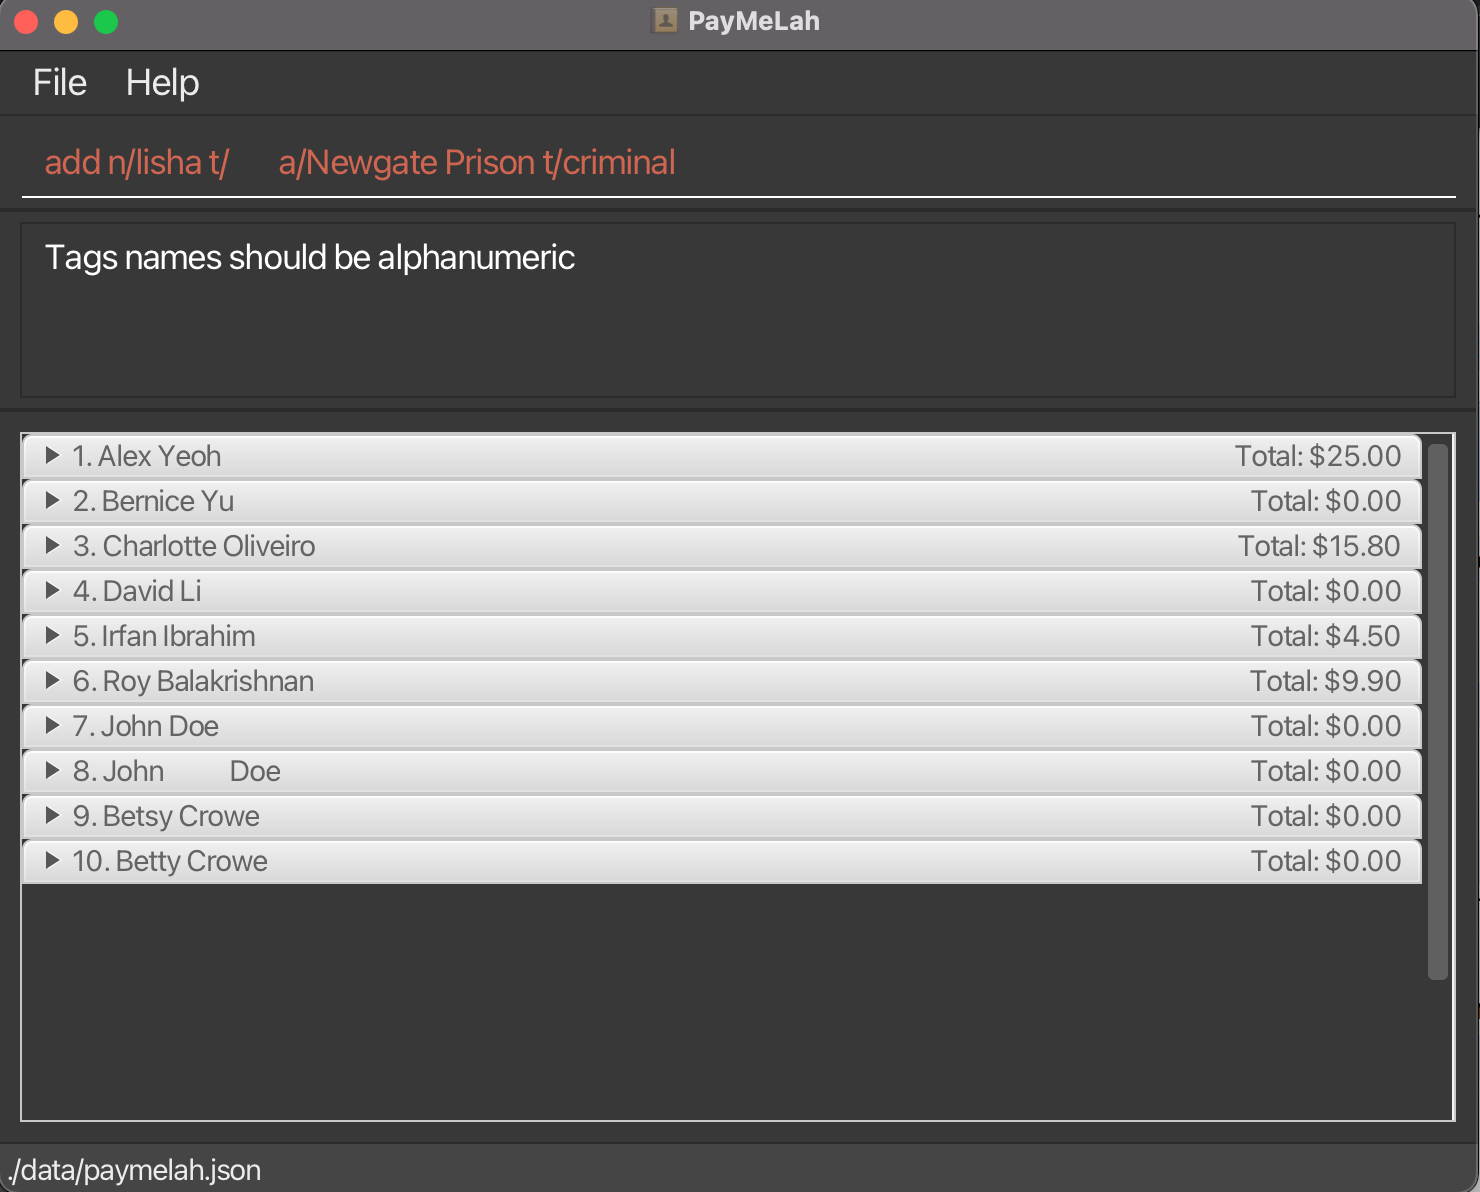 PayMeLah
File Help
add n/lisha t/      a/Newgate Prison t/criminal
Tags names should be alphanumeric
1. Alex Yeoh Total: $25.00
2. Bernice Yu Total: $0.00
3. Charlotte Oliveiro Total: $15.80
4. David Li Total: $0.00
5. Irfan Ibrahim Total: $4.50
6. Roy Balakrishnan Total: $9.90
7. John Doe Total: $0.00
8. John        Doe Total: $0.00
9. Betsy Crowe Total: $0.00
10. Betty Crowe Total: $0.00
./data/paymelah.json